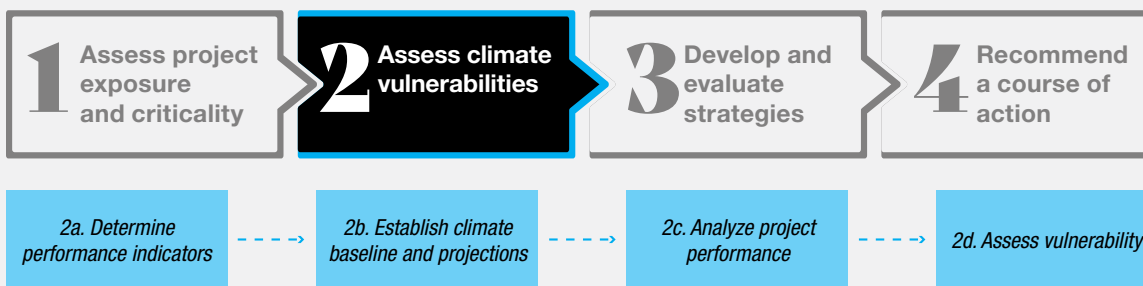 1
Assess project
exposure
and criticality
2
Assess climate
vulnerabilities
3
Develop and
evaluate
strategies
4
Recommend
a course of
action
2a. Determine
performance indicators
2b. Establish climate
baseline and projections
2c. Analyze project
performance
2d. Assess vulnerability